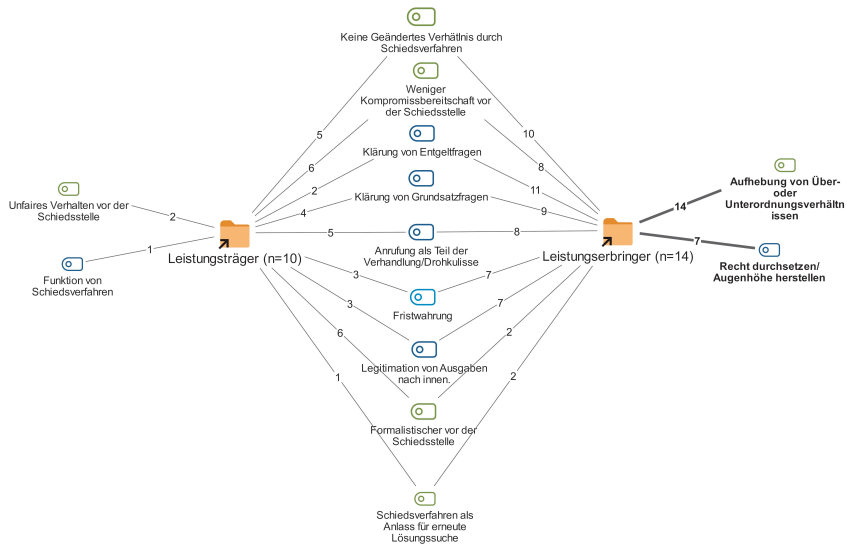 Keine Geändertes Verhätlnis durch
Schiedsverfahren
Weniger
Kompromissbereitschaft vor
der Schiedsstelle
5
10
6
8
Klärung von Entgeltfragen
2
11
Klärung von Grundsatzfragen
4
9
Unfaires Verhalten vor der
Schiedsstelle
2
1
Funktion von
Schiedsverfahren
Leistungsträger (n=10)
5
8
Anrufung als Teil der
Verhandlung/Drohkulisse
Leistungserbringer (n=14)
14
Aufhebung von Über-
oder
Unterordnungsverhältn
issen
7
Recht durchsetzen/
Augenhöhe herstellen
3
7
Fristwahrung
3
7
Legitimation von Ausgaben
nach innen.
6
2
Formalistischer vor der
Schiedsstelle
1
2
Schiedsverfahren als
Anlass für erneute
Lösungssuche